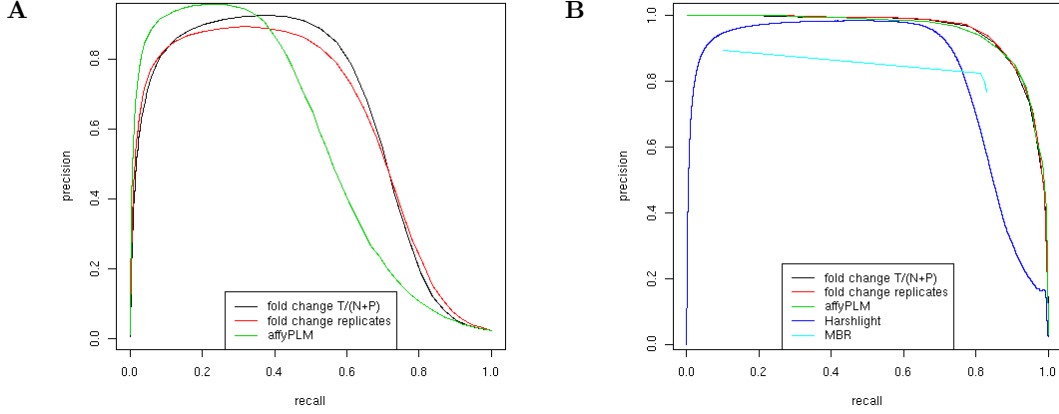 A
precision
0.0 0.2 0.4 0.6 0.8
fold change T/(N+P)
fold change replicates
affyPLM
0.0 0.2 0.4 0.6 0.8 1.0
recall
B
precision
0.0 0.2 0.4 0.6 0.8 1.0
fold change T/(N+P)
fold change replicates
affyPLM
Harshlight
MBR
0.0 0.2 0.4 0.6 0.8 1.0
recall